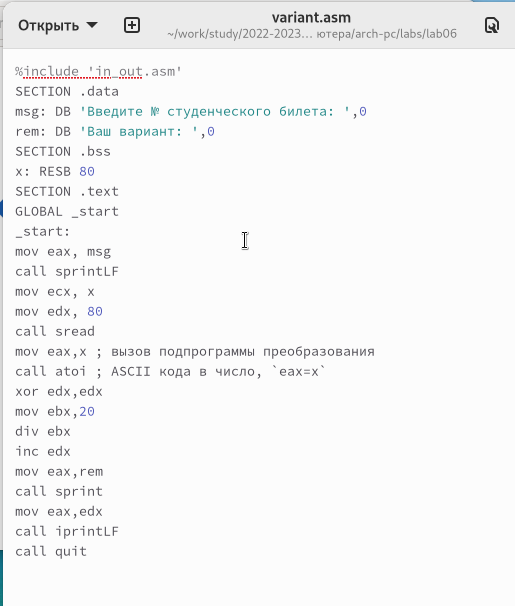 Открыть
variant.asm
~/work/study/2022-2023... ютера/arch-pc/labs/lab06
%include 'in_out.asm'
SECTION .data
msg: DB 'Введите № студенческого билета: ',0
rem: DB 'Ваш вариант: ',0
SECTION .bss
x: RESB 80
SECTION .text
GLOBAL _start
_start:
mov eax, msg
call sprintLF
mov ecx, x
mov edx, 80
call sread
mov eax,x ; вызов подпрограммы преобразования
call atoi ; ASCII кода в число, `eax=x`
xor edx,edx
mov ebx,20
div ebx
inc edx
mov eax,rem
call sprint
mov eax,edx
call iprintLF
call quit